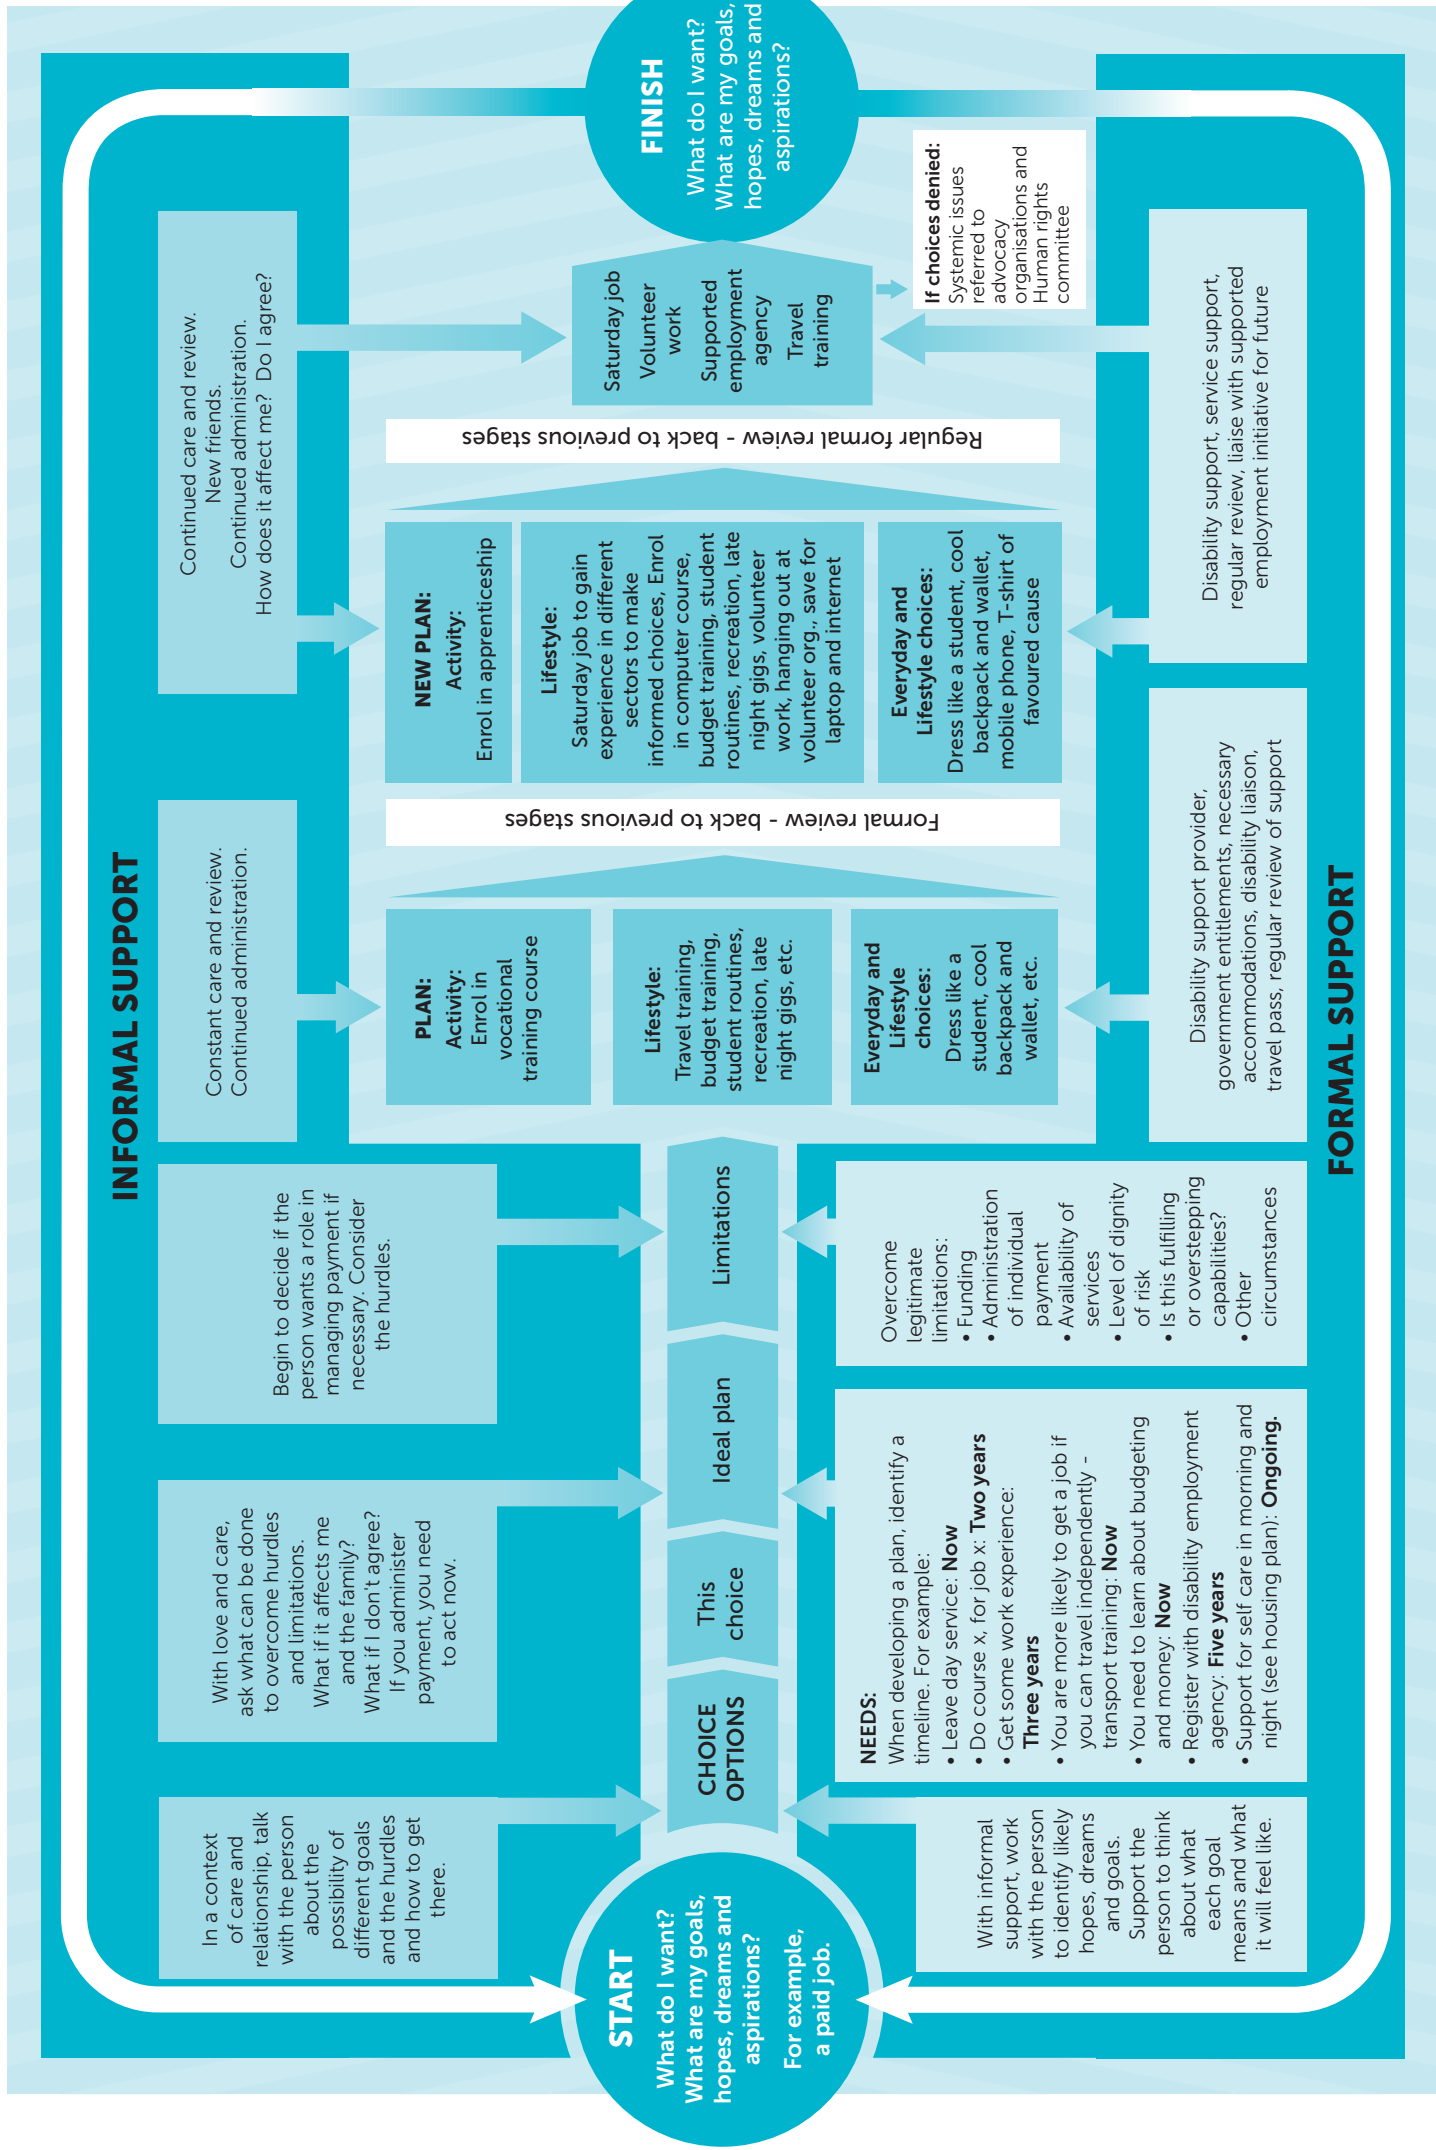 INFORMAL SUPPORT
START
What do I want?
What are my goals,
hopes, dreams and
aspirations?
For example,
a paid job.
In a context
of care and
relationship, talk
with the person
about the
possibility of
different goals
and the hurdles
and how to get
there.
With love and care,
ask what can be done
to overcome hurdles
and limitations.
What if it affects me
and the family?
What if I don't agree?
If you administer
payment, you need
to act now.
Begin to decide if the
person wants a role in
managing payment if
necessary. Consider
the hurdles.
Constant care and review.
Continued administration.
Continued care and review.
New friends.
Continued administration.
How does it affect me? Do I agree?
CHOICE
OPTIONS
This
choice
Ideal plan
Limitations
PLAN:
Activity:
Enrol in
vocational
training course
Lifestyle:
Travel training,
budget training,
student routines,
recreation, late
night gigs, etc.
Everyday and
Lifestyle
choices:
Dress like a
student, cool
backpack and
wallet, etc.
Formal review - back to previous stages
NEW PLAN:
Activity:
Enrol in apprenticeship
Lifestyle:
Saturday job to gain
experience in different
sectors to make
informed choices, Enrol
in computer course,
budget training, student
routines, recreation, late
night gigs, volunteer
work, hanging out at
volunteer org., save for
laptop and internet
Everyday and
Lifestyle choices:
Dress like a student, cool
backpack and wallet,
mobile phone, T-shirt of
favoured cause
Regular formal review - back to previous stages
Saturday job
Volunteer
work
Supported
employment
agency
Travel
training
If choices denied:
Systemic issues
referred to
advocacy
organisations and
Human rights
committee
FINISH
What do I want?
What are my goals,
hopes, dreams and
aspirations?
With informal
support, work
with the person
to identify likely
hopes, dreams
and goals.
Support the
person to think
about what
each goal
means and what
it will feel like.
NEEDS:
When developing a plan, identify a
timeline. For example:
• Leave day service: Now
• Do course x, for job x: Two years
• Get some work experience:
Three years
• You are more likely to get a job if
you can travel independently -
transport training: Now
• You need to learn about budgeting
and money: Now
• Register with disability employment
agency: Five years
• Support for self care in morning and
night (see housing plan): Ongoing.
Overcome
legitimate
limitations:
• Funding
• Administration
of individual
payment
• Availability of
services
• Level of dignity
of risk
• Is this fulfilling
or overstepping
capabilities?
• Other
circumstances
Disability support provider,
government entitlements, necessary
accommodations, disability liaison,
travel pass, regular review of support
Disability support, service support,
regular review, liaise with supported
employment initiative for future
FORMAL SUPPORT